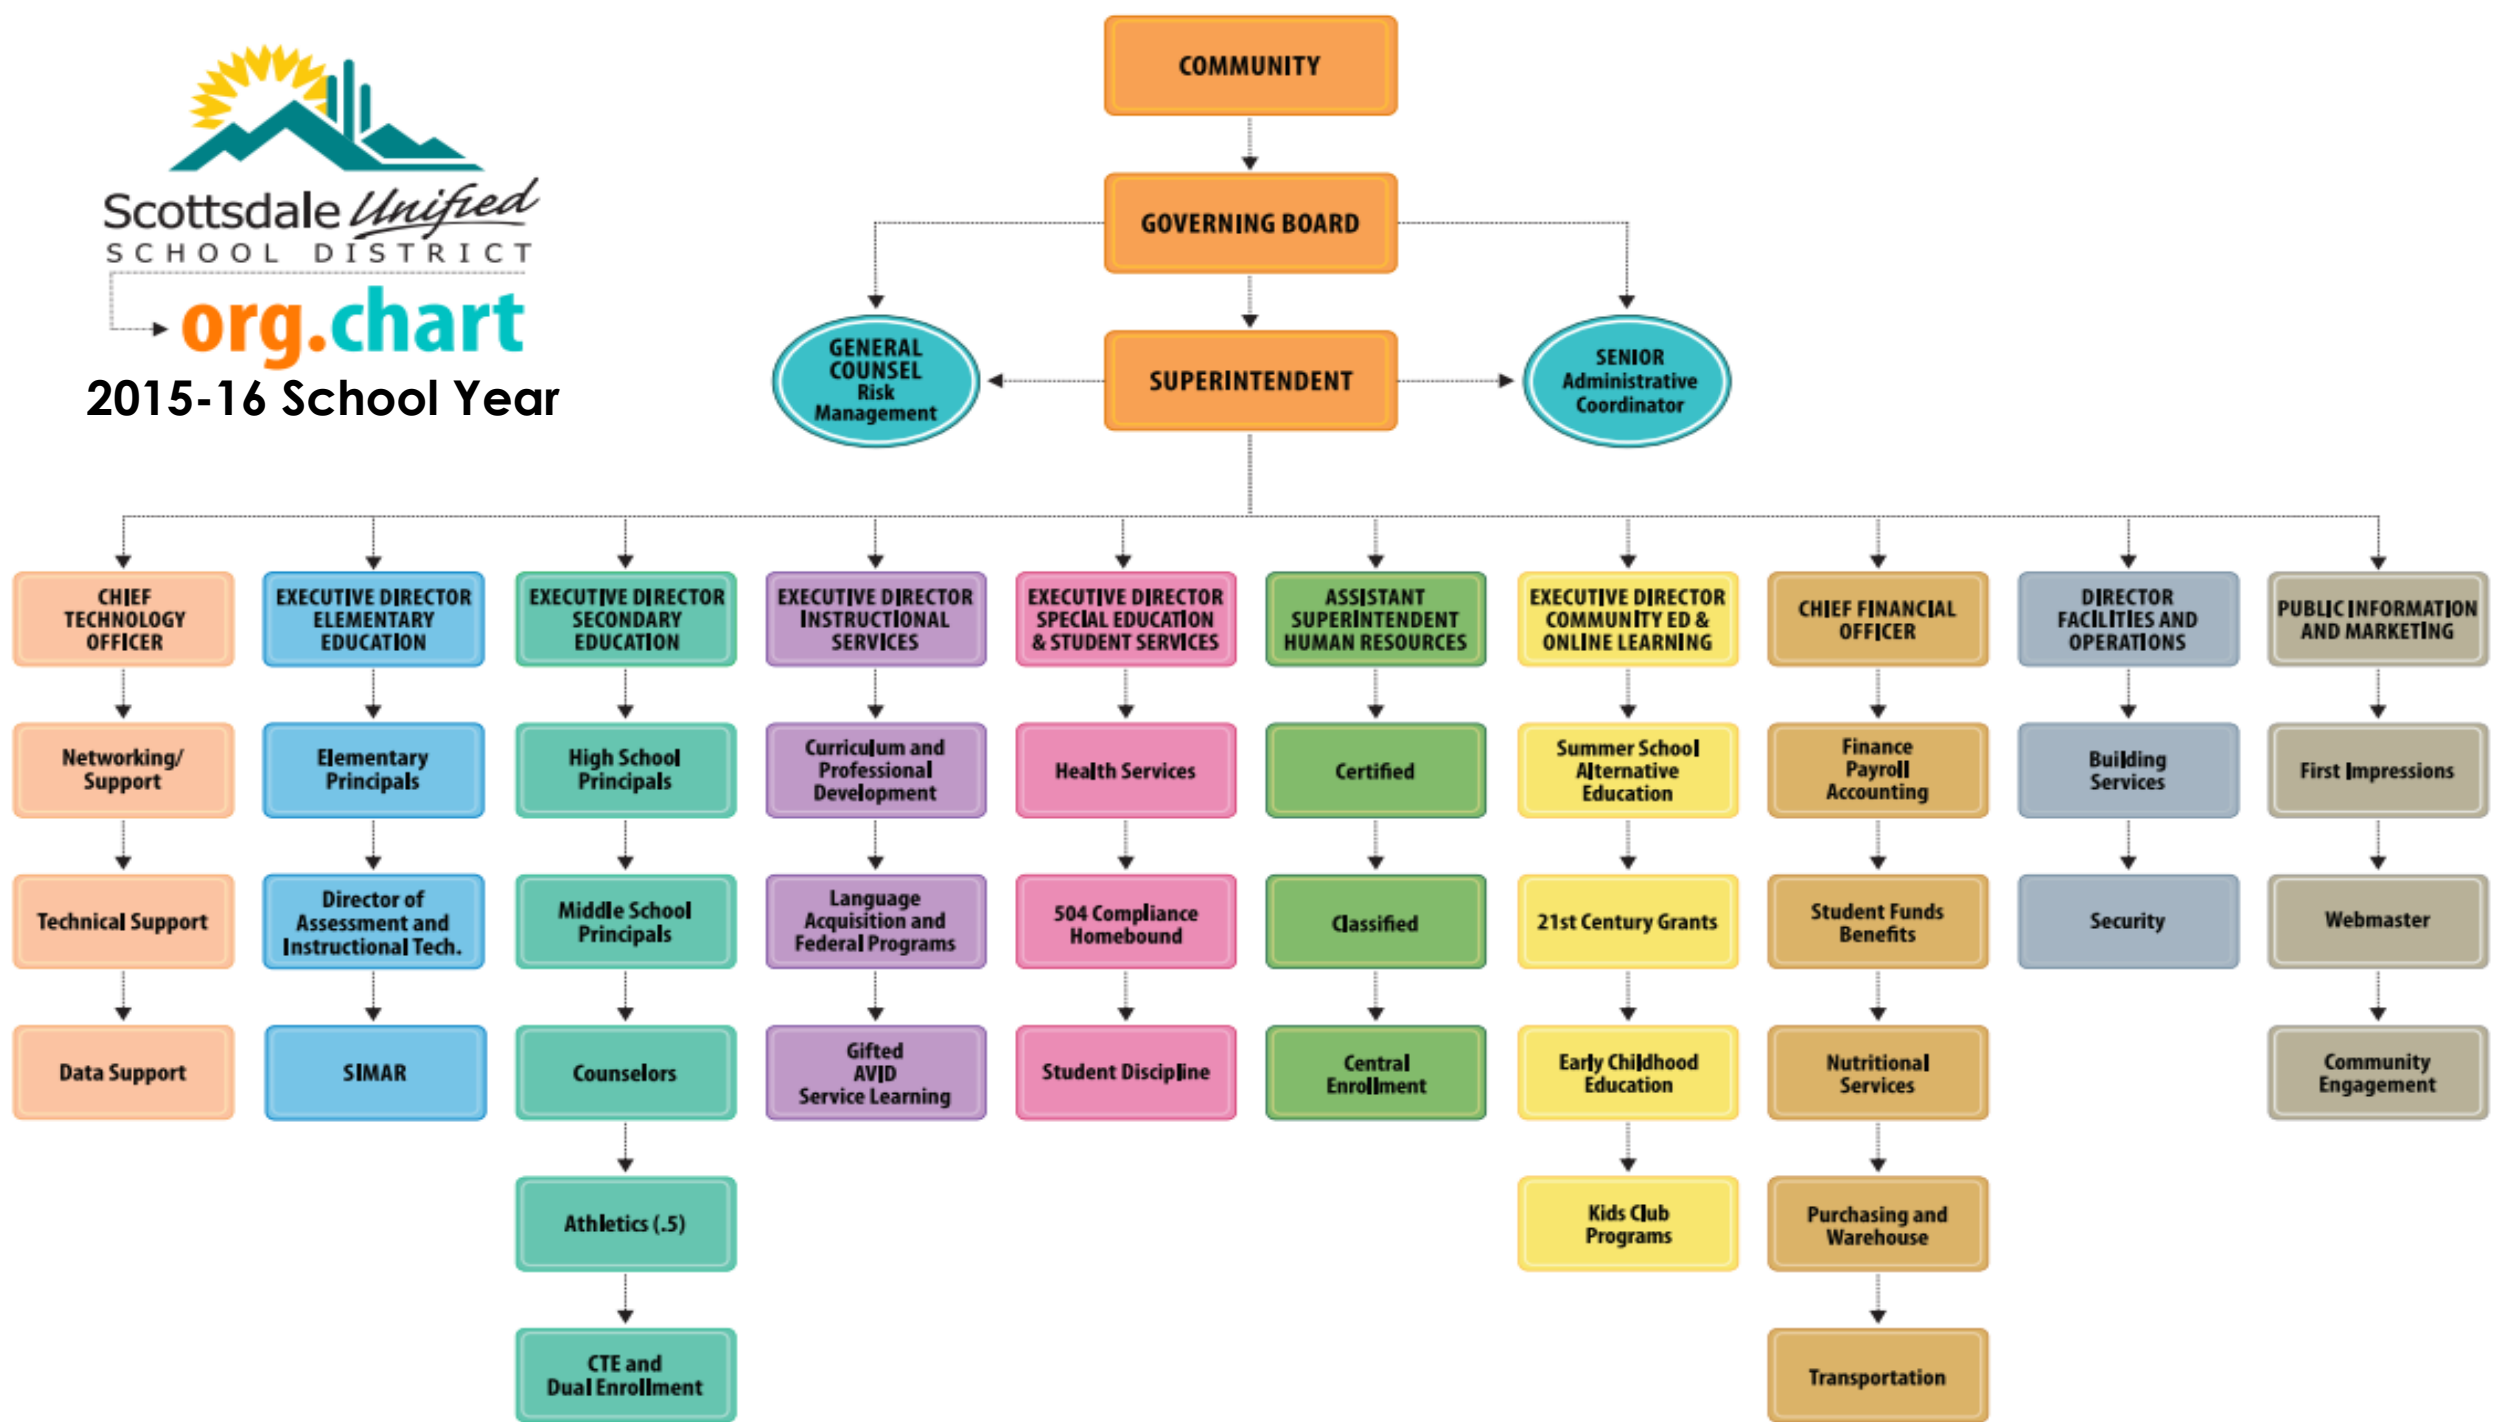 Scottsdale Unified
SCHOOL DISTRICT
org.chart
2015-16 School Year
COMMUNITY
GOVERNING BOARD
GENERAL
COUNSEL
Risk
Management
SUPERINTENDENT
SENIOR
Administrative
Coordinator
CHIEF
TECHNOLOGY
OFFICER
EXECUTIVE DIRECTOR
ELEMENTARY
EDUCATION
EXECUTIVE DIRECTOR
SECONDARY
EDUCATION
EXECUTIVE DIRECTOR
INSTRUCTIONAL
SERVICES
EXECUTIVE DIRECTOR
SPECIAL EDUCATION
& STUDENT SERVICES
ASSISTANT
SUPERINTENDENT
HUMAN RESOURCES
EXECUTIVE DIRECTOR
COMMUNITY ED &
ONLINE LEARNING
CHIEF FINANCIAL
OFFICER
DIRECTOR
FACILITIES AND
OPERATIONS
PUBLIC INFORMATION
AND MARKETING
Networking/
Support
Elementary
Principals
High School
Principals
Curriculum and
Professional
Development
Health Services
Certified
Summer School
Alternative
Education
Finance
Payroll
Accounting
Building
Services
First Impressions
Technical Support
Director of
Assessment and
Instructional Tech.
Middle School
Principals
Language
Acquisition and
Federal Programs
504 Compliance
Homebound
Classified
21st Century Grants
Student Funds
Benefits
Security
Webmaster
Data Support
SIMAR
Counselors
Gifted
AVID
Service Learning
Student Discipline
Central
Enrollment
Early Childhood
Education
Nutritional
Services
Community
Engagement
Athletics (.5)
Kids Club
Programs
Purchasing and
Warehouse
CTE and
Dual Enrollment
Transportation